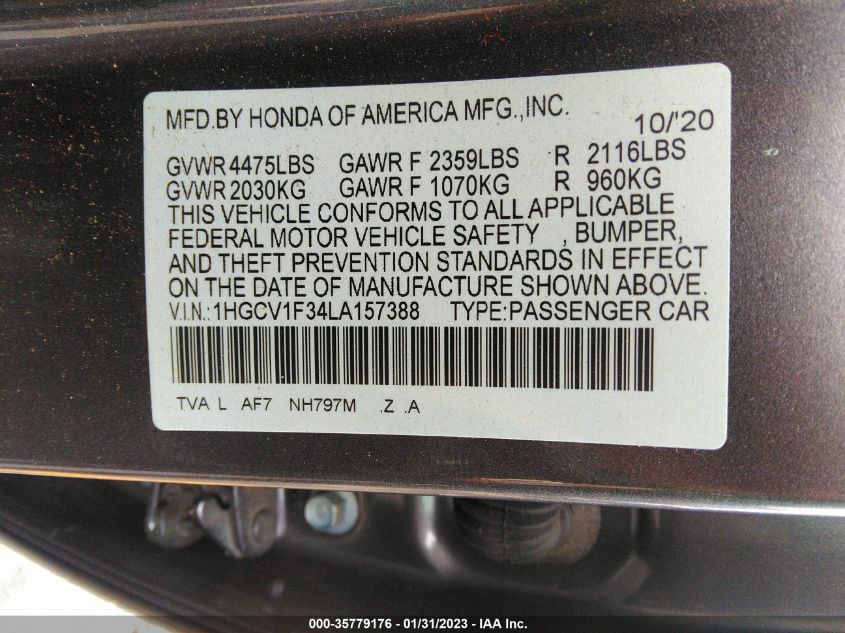 MFD.BY HONDA OF AMERICA MFG.,INC. 10/'20
GVWR 4475LBS GAWR F 2359LBS R 2116LBS
GVWR 2030KG GAWR F 1070KG R 960KG
THIS VEHICLE CONFORMS TO ALL APPLICABLE
FEDERAL MOTOR VEHICLE SAFETY , BUMPER,
AND THEFT PREVENTION STANDARDS IN EFFECT
ON THE DATE OF MANUFACTURE SHOWN ABOVE.
V.I.N.:1HGCV1F34LA157388 TYPE:PASSENGER CAR
TVA L AF7 NH797M .Z .A
000-35779176 - 01/31/2023 - IAA Inc.